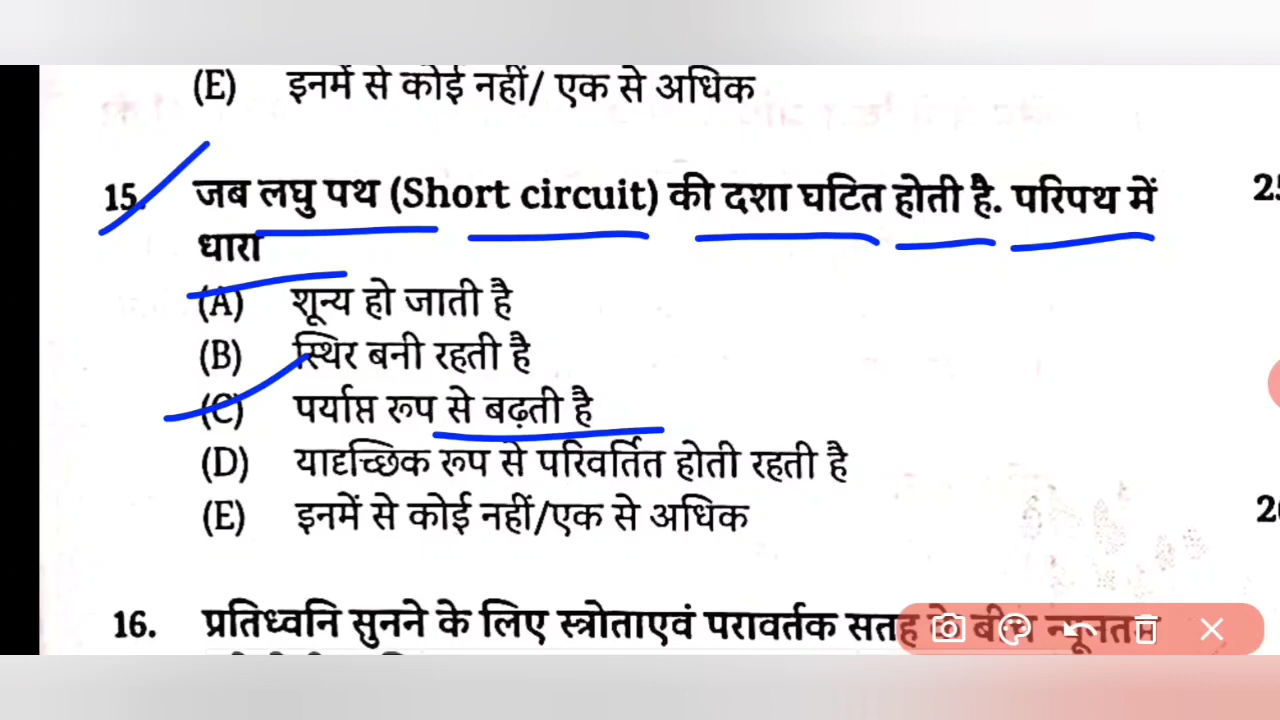 (E) इनमें से कोई नहीं/ एक से अधिक
15. जब लघु पथ (Short circuit) की दशा घटित होती है. परिपथ में
धारा
(A) शून्य हो जाती है
(B) स्थिर बनी रहती है
(C) पर्याप्त रूप से बढ़ती है
(D) यादृच्छिक रूप से परिवर्तित होती रहती है
(E) इनमें से कोई नहीं/एक से अधिक
16. प्रतिध्वनि सुनने के लिए स्त्रोताएवं परावर्तक सतह के बीच न्यूनतम